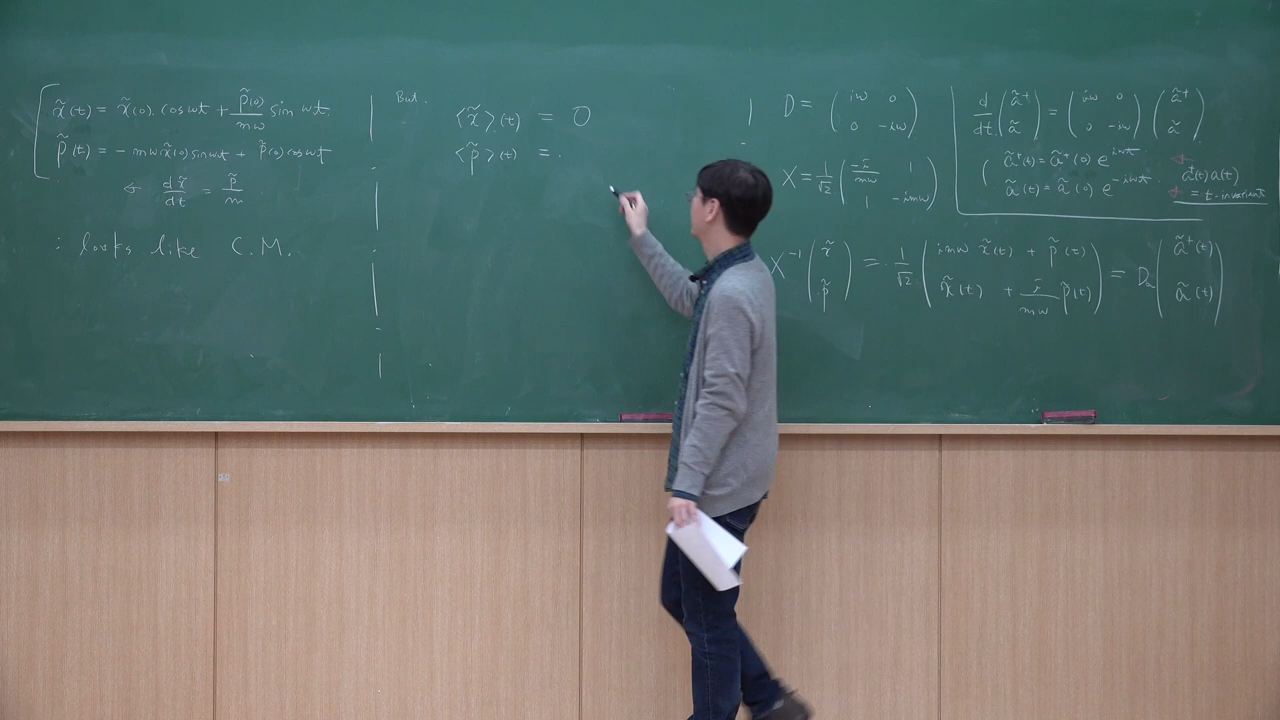 x̃(t) = x̃(0) cos ωt + p̃(0)/mω sin ωt.
p̃(t) = - mω x̃(0) sin ωt + p̃(0) cos ωt
↰ dx̃/dt = p̃/m
: looks like C.M.
But.
⟨x̃⟩(t) = 0
⟨p̃⟩(t) =
D = ( iω 0
0 -iω )
X = 1/√2 ( -i/mω 1
1 -imω )
X⁻¹ ( x̃
p̃ ) = 1/√2 ( imω x̃(t) + p̃(t)
x̃(t) + i/mω p̃(t) ) = D ( ã†(t)
ã(t) )
d/dt ( ㆠ
ã ) = ( iω 0
0 -iω ) ( ㆠ
ã )
( ã†(t) = ã†(0) e^{iωt}
ã(t) = ã(0) e^{-iωt}.
ã†(t) a(t)
= t-invariant